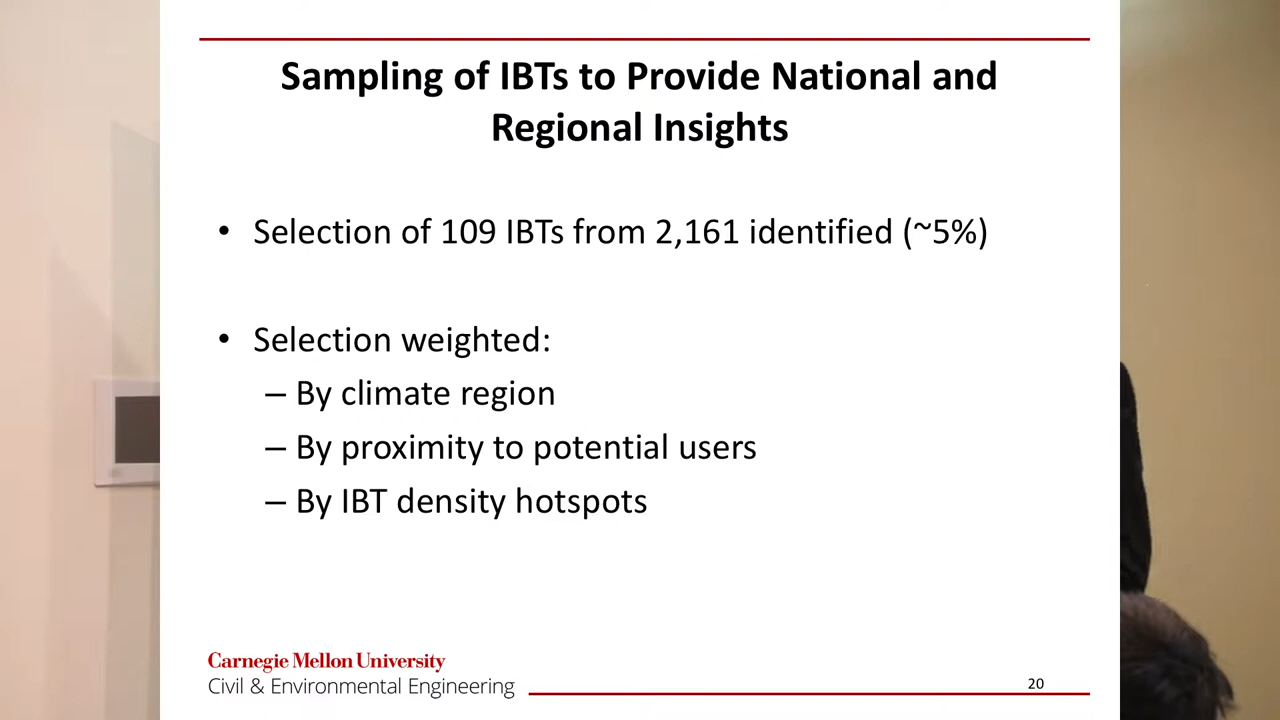 Sampling of IBTs to Provide National and
Regional Insights
• Selection of 109 IBTs from 2,161 identified (~5%)
• Selection weighted:
– By climate region
– By proximity to potential users
– By IBT density hotspots
Carnegie Mellon University
Civil & Environmental Engineering
20